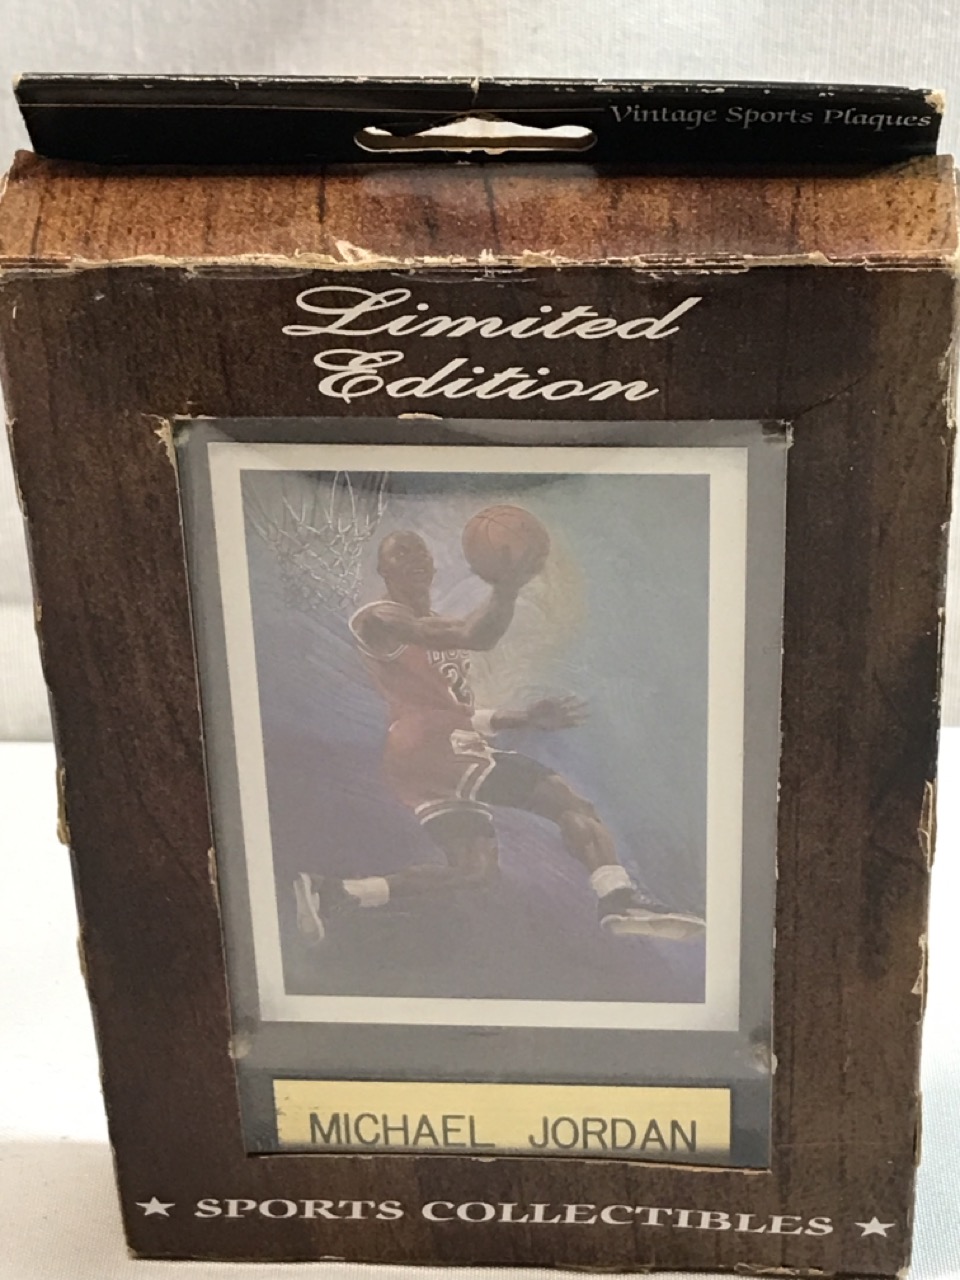 Vintage Sports Plaques
Limited
Edition
MICHAEL JORDAN
★ SPORTS COLLECTIBLES ★